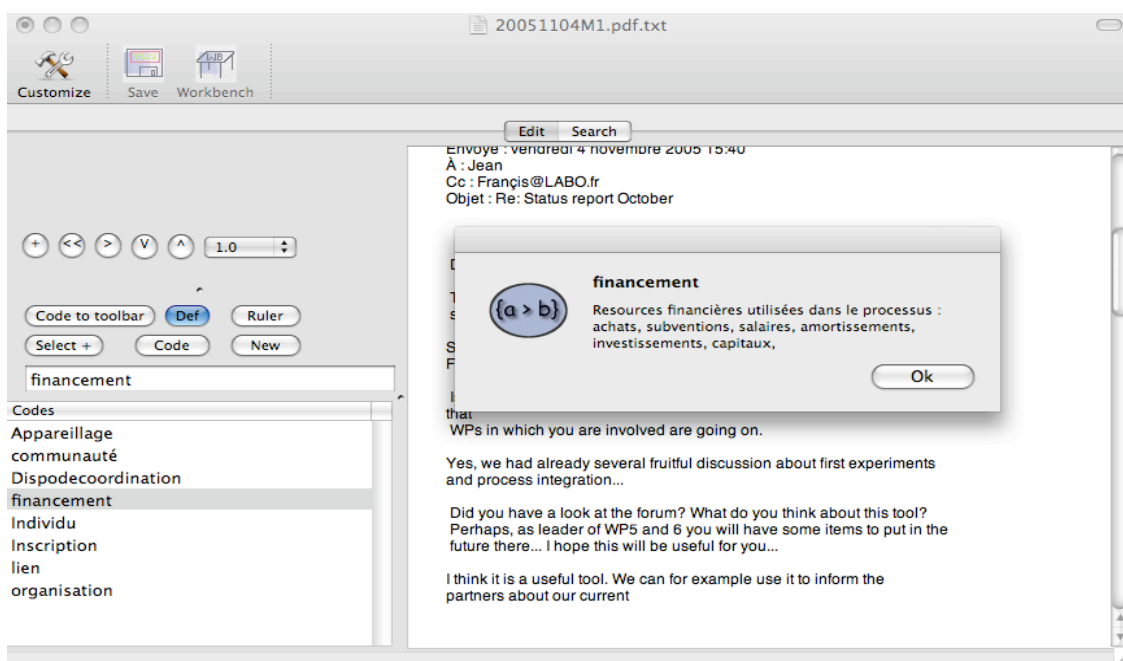 20051104M1.pdf.txt
WB
Customize Save Workbench
Edit Search
Envoyé : vendredi 4 novembre 2005 15:40
À : Jean
Cc : Françis@LABO.fr
Objet : Re: Status report October
+ << > V ^ 1.0
Code to toolbar Def Ruler
Select + Code New
financement
Codes
Appareillage
communauté
Dispodecoordination
financement
Individu
Inscription
lien
organisation
{a > b}
financement
Resources financières utilisées dans le processus :
achats, subventions, salaires, amortissements,
investissements, capitaux,
Ok
that
WPs in which you are involved are going on.
Yes, we had already several fruitful discussion about first experiments
and process integration...
Did you have a look at the forum? What do you think about this tool?
Perhaps, as leader of WP5 and 6 you will have some items to put in the
future there... I hope this will be useful for you...
I think it is a useful tool. We can for example use it to inform the
partners about our current